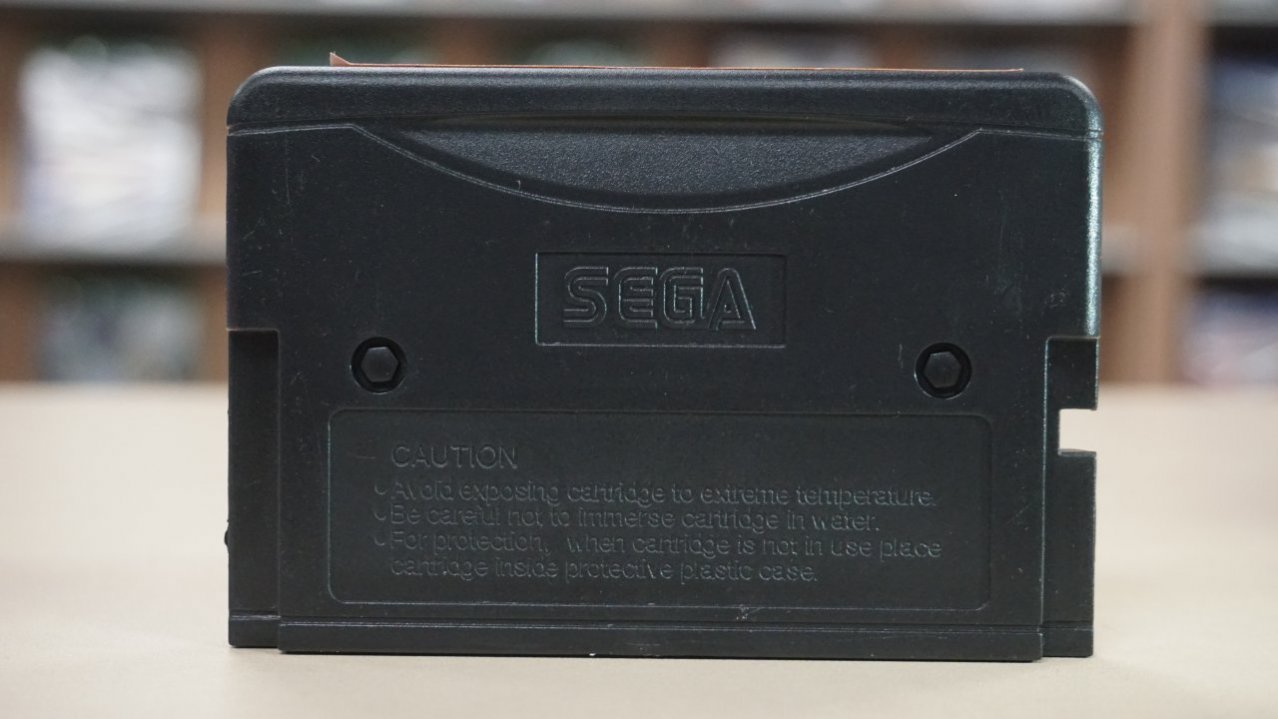 SEGA
CAUTION
Avoid exposing cartridge to extreme temperature.
Be careful not to immerse cartridge in water.
For protection, when cartridge is not in use place
cartridge inside protective plastic case.